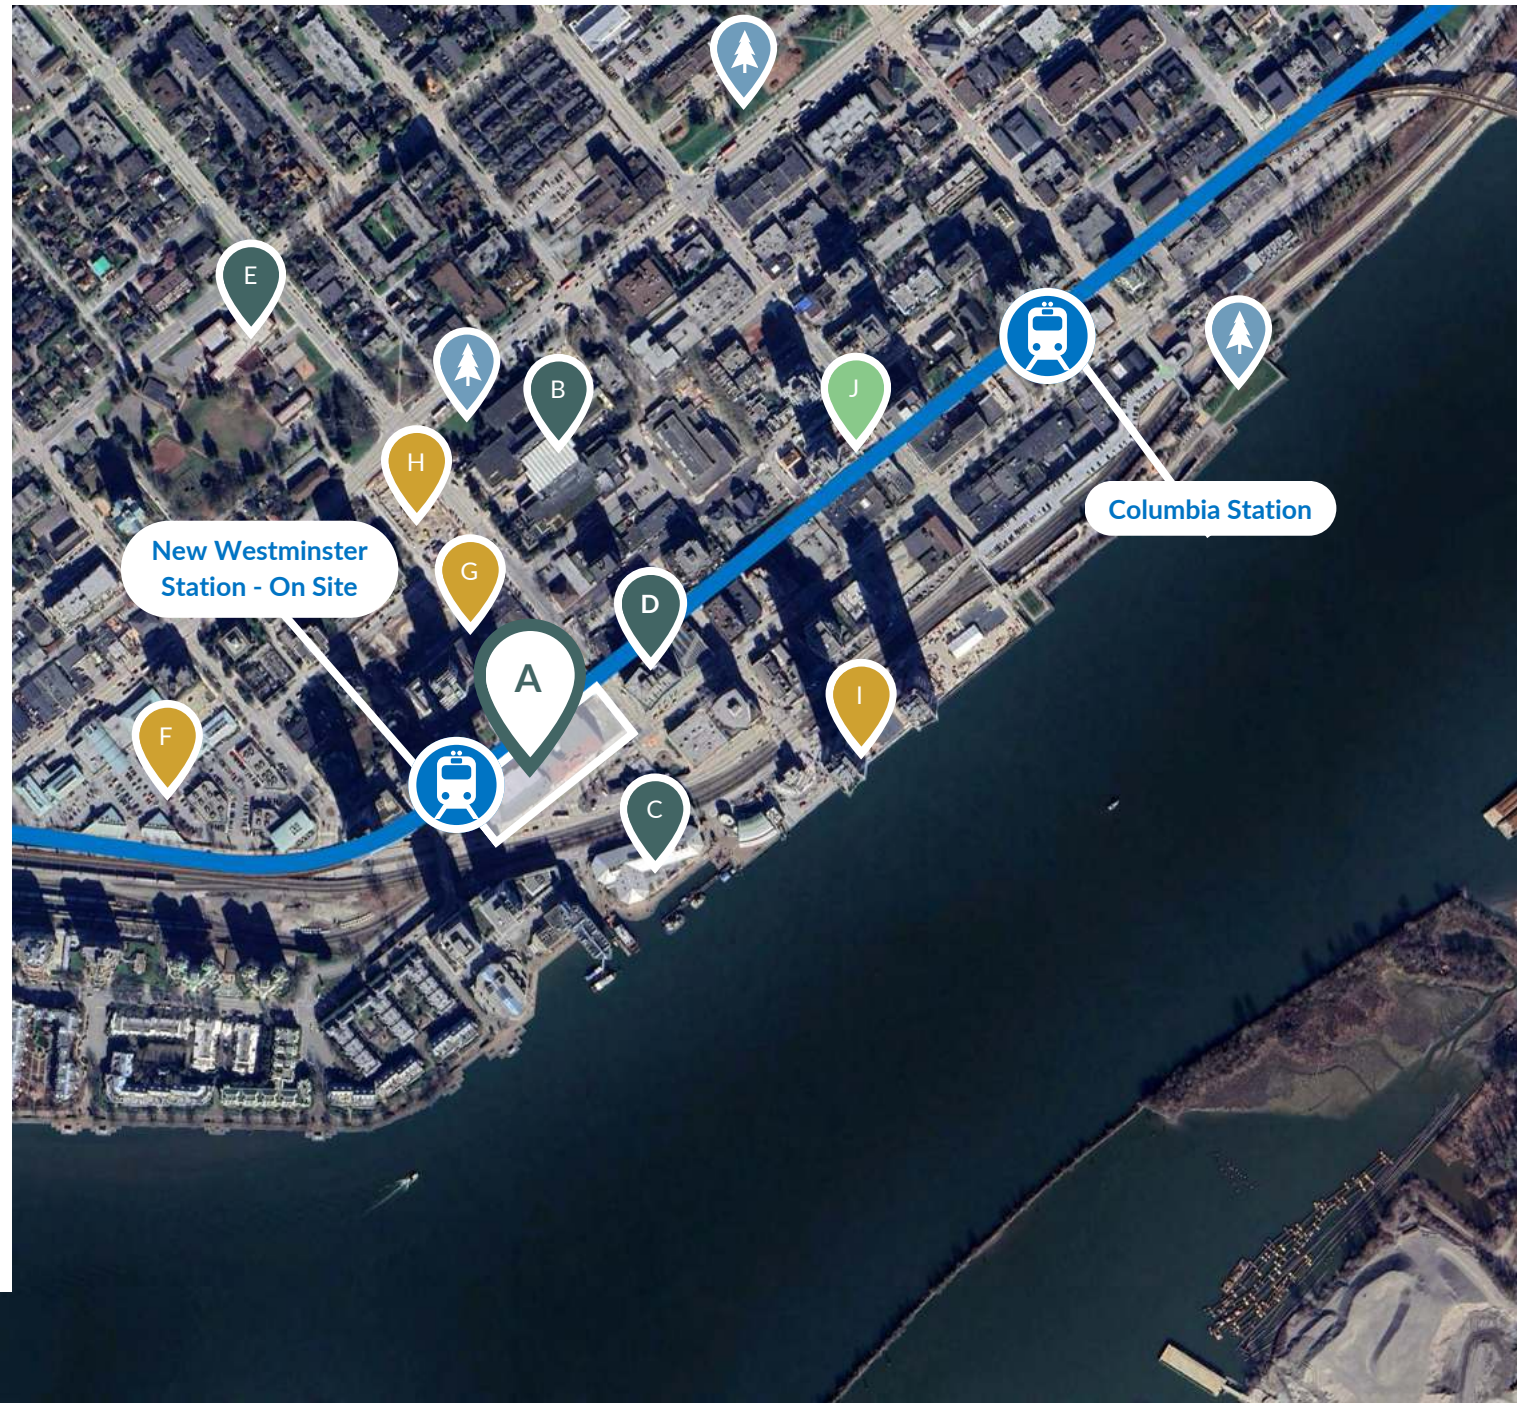 E
B
J
H
Columbia Station
New Westminster
Station - On Site
G
D
A
I
F
C